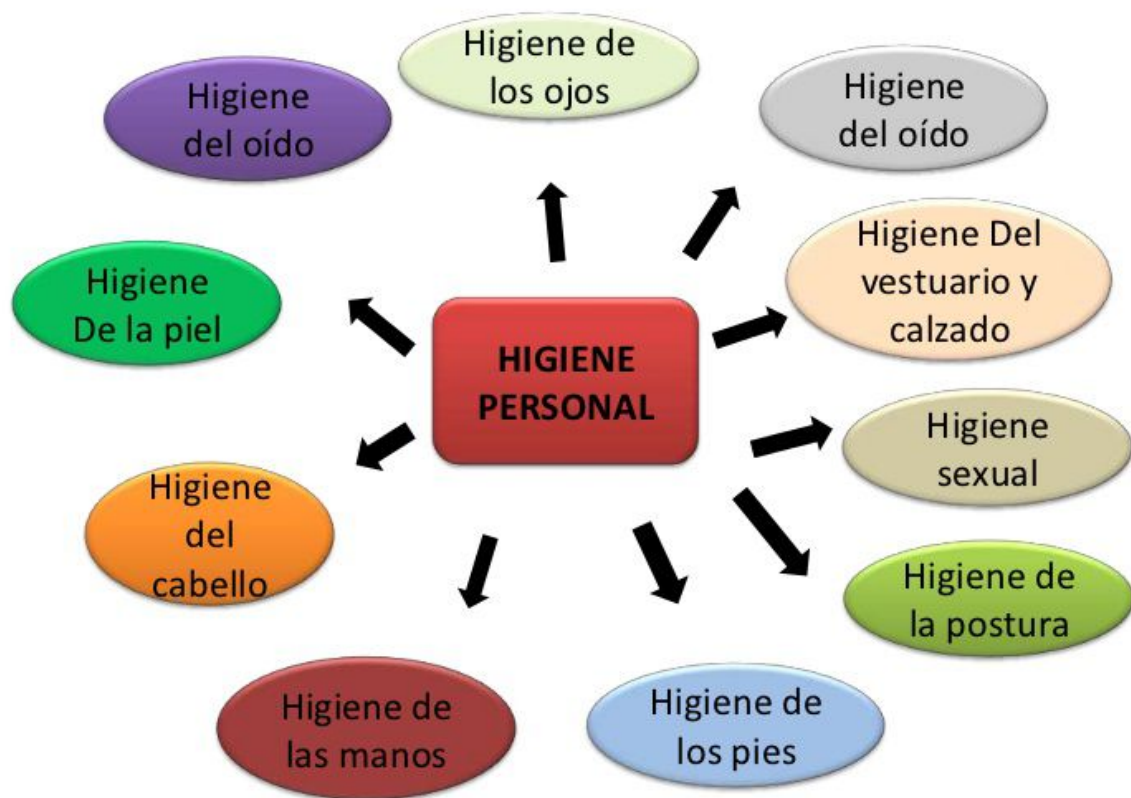 Higiene de
los ojos
Higiene
del oído
Higiene
del oído
Higiene Del
vestuario y
calzado
Higiene
De la piel
HIGIENE
PERSONAL
Higiene
sexual
Higiene
del
cabello
Higiene de
la postura
Higiene de
las manos
Higiene de
los pies